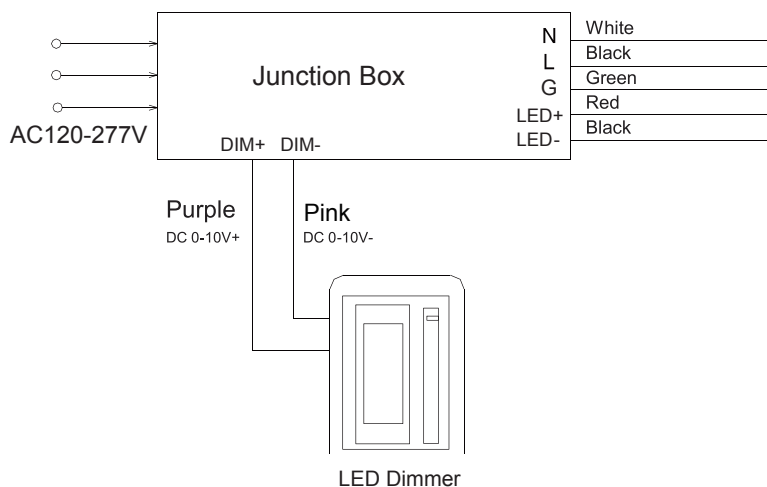 N White
L Black
Junction Box
G Green
LED+ Red
AC120-277V
LED- Black
DIM+ DIM-
Purple Pink
DC 0-10V+ DC 0-10V-
LED Dimmer